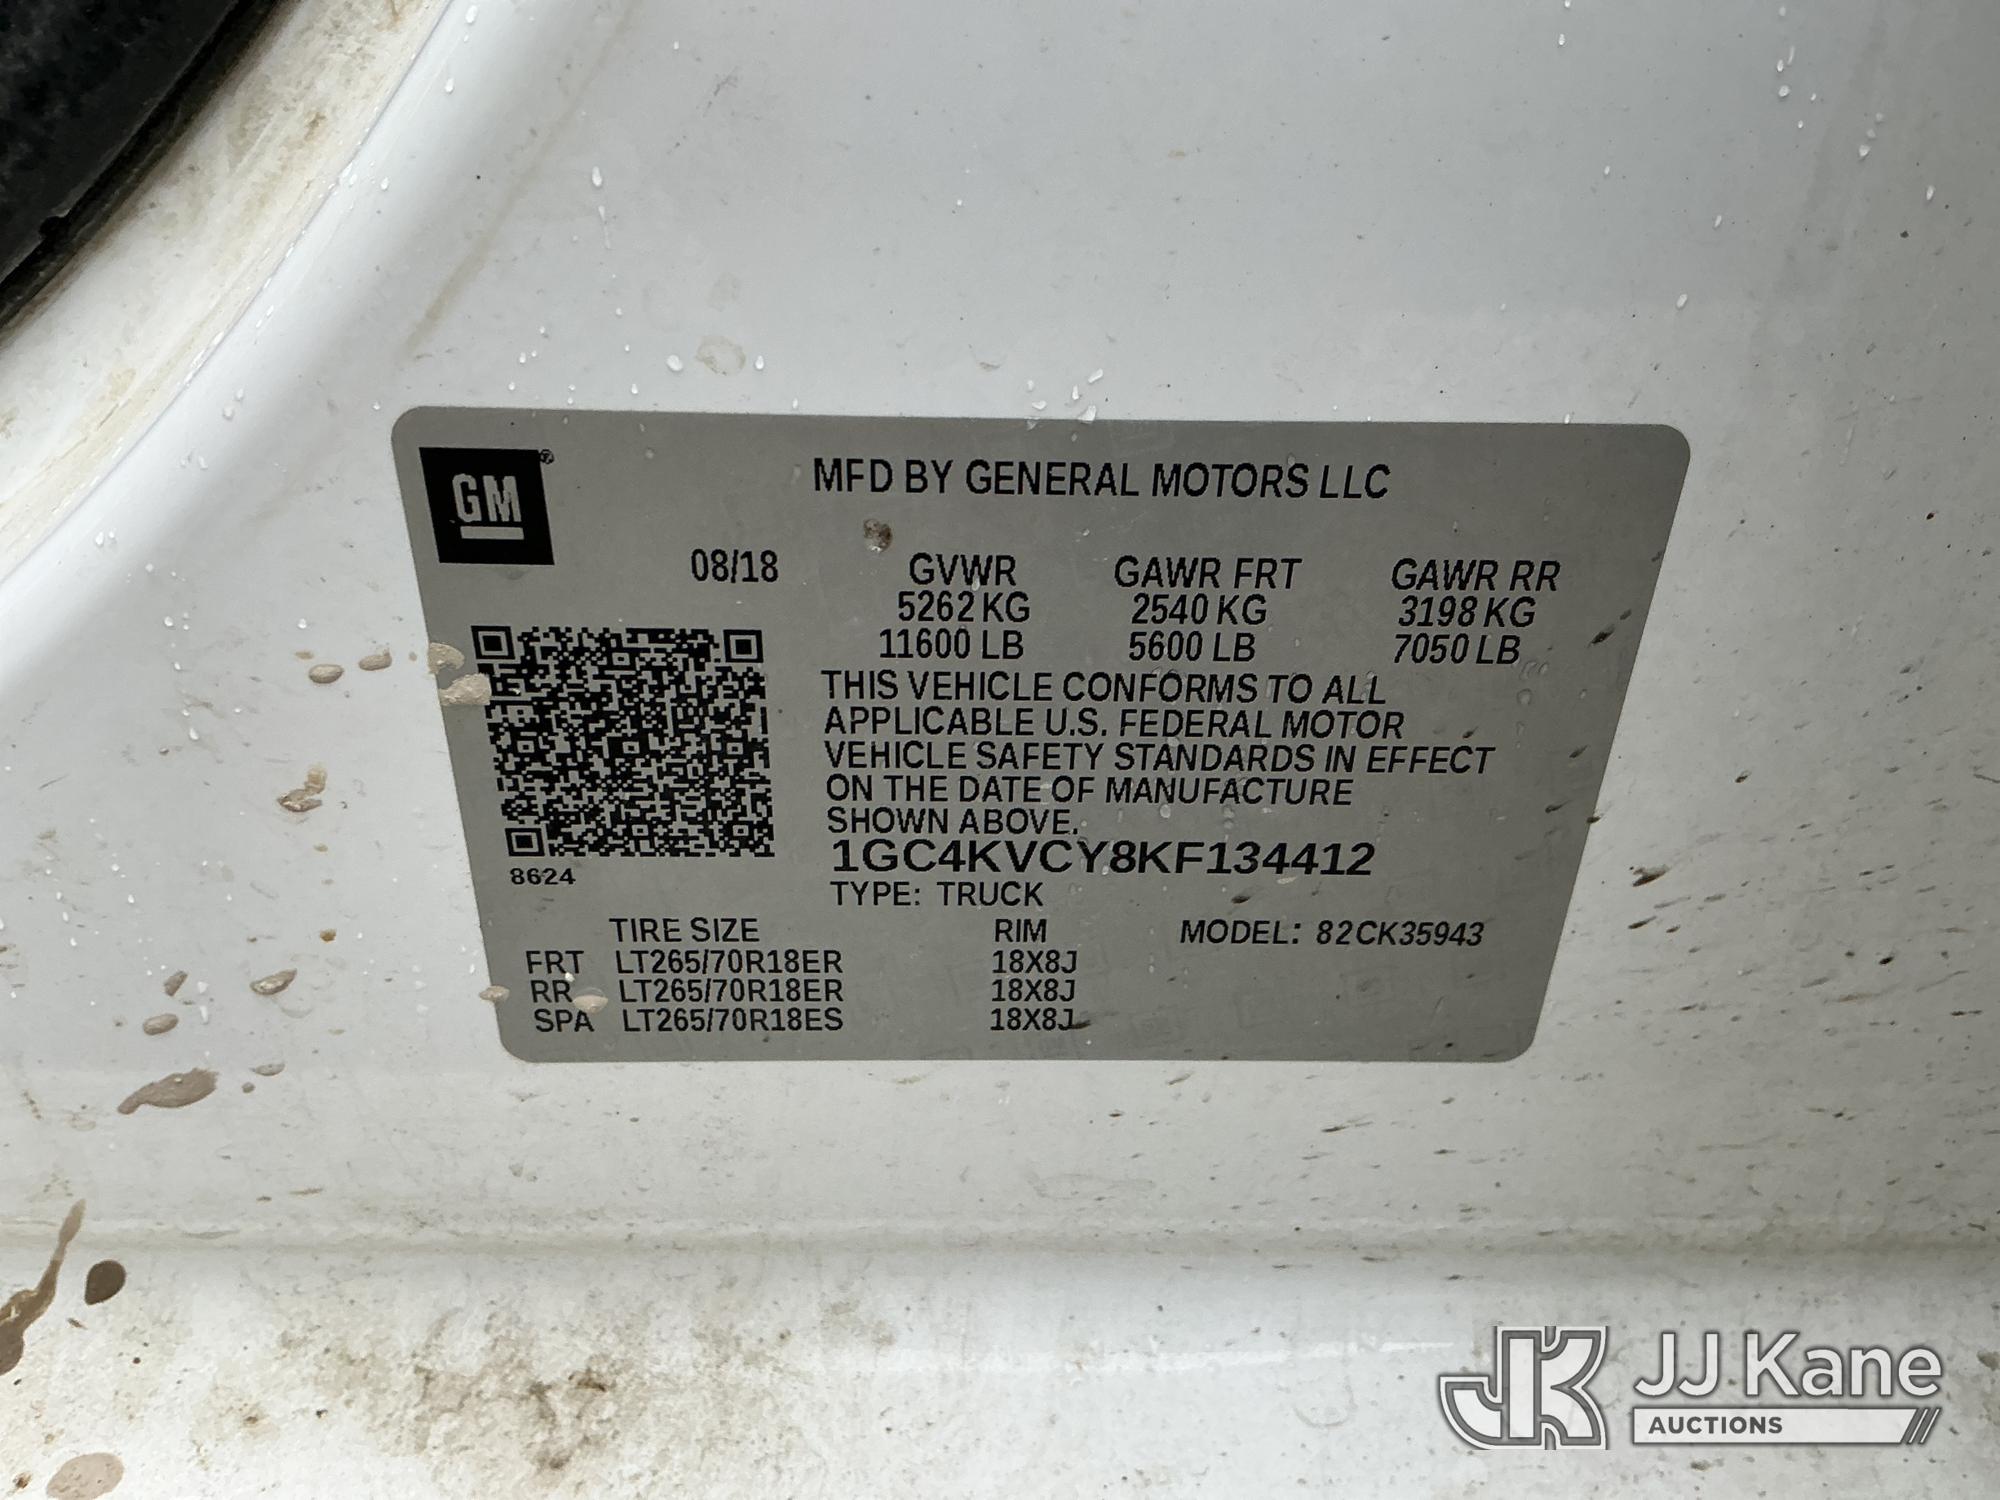 GM®
MFD BY GENERAL MOTORS LLC
08/18 GVWR GAWR FRT GAWR RR
5262 KG 2540 KG 3198 KG
11600 LB 5600 LB 7050 LB
THIS VEHICLE CONFORMS TO ALL
APPLICABLE U.S. FEDERAL MOTOR
VEHICLE SAFETY STANDARDS IN EFFECT
ON THE DATE OF MANUFACTURE
SHOWN ABOVE.
1GC4KVCY8KF134412
8624
TYPE: TRUCK
TIRE SIZE RIM MODEL: 82CK35943
FRT LT265/70R18ER 18X8J
RR LT265/70R18ER 18X8J
SPA LT265/70R18ES 18X8J
JK JJ Kane
AUCTIONS